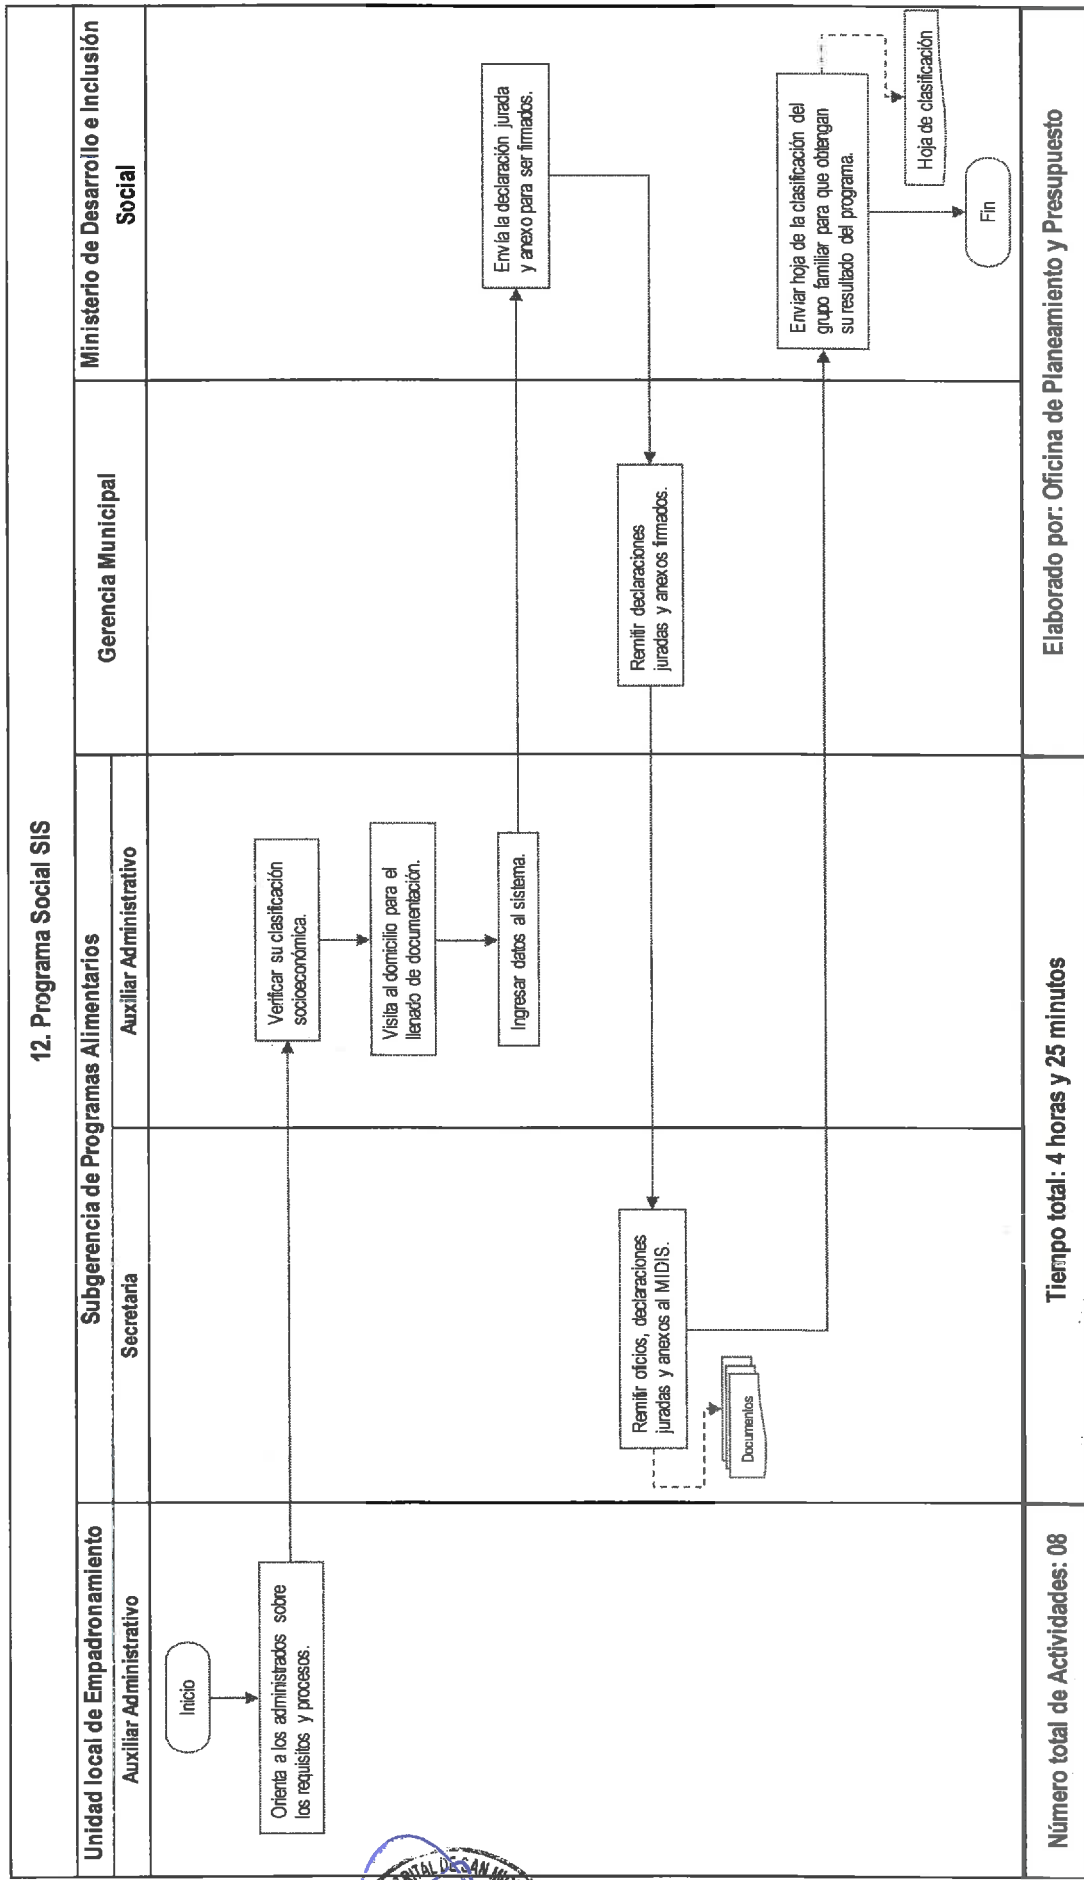 12. Programa Social SIS
Unidad local de Empadronamiento
Subgerencia de Programas Alimentarios
Gerencia Municipal
Ministerio de Desarrollo e Inclusión
Social
Auxiliar Administrativo
Secretaria
Auxiliar Administrativo
Inicio
Orienta a los administrados sobre
los requisitos y procesos.
Verificar su clasificación
socioeconómica.
Visita al domicilio para el
llenado de documentación.
Ingresar datos al sistema.
Envía la declaración jurada
y anexo para ser firmados.
Remitir declaraciones
juradas y anexos firmados.
Remitir oficios, declaraciones
juradas y anexos al MIDIS.
Documentos
Enviar hoja de la clasificación del
grupo familiar para que obtengan
su resultado del programa.
Hoja de clasificación
Fin
Número total de Actividades: 08
Tiempo total: 4 horas y 25 minutos
Elaborado por: Oficina de Planeamiento y Presupuesto
DE SAN